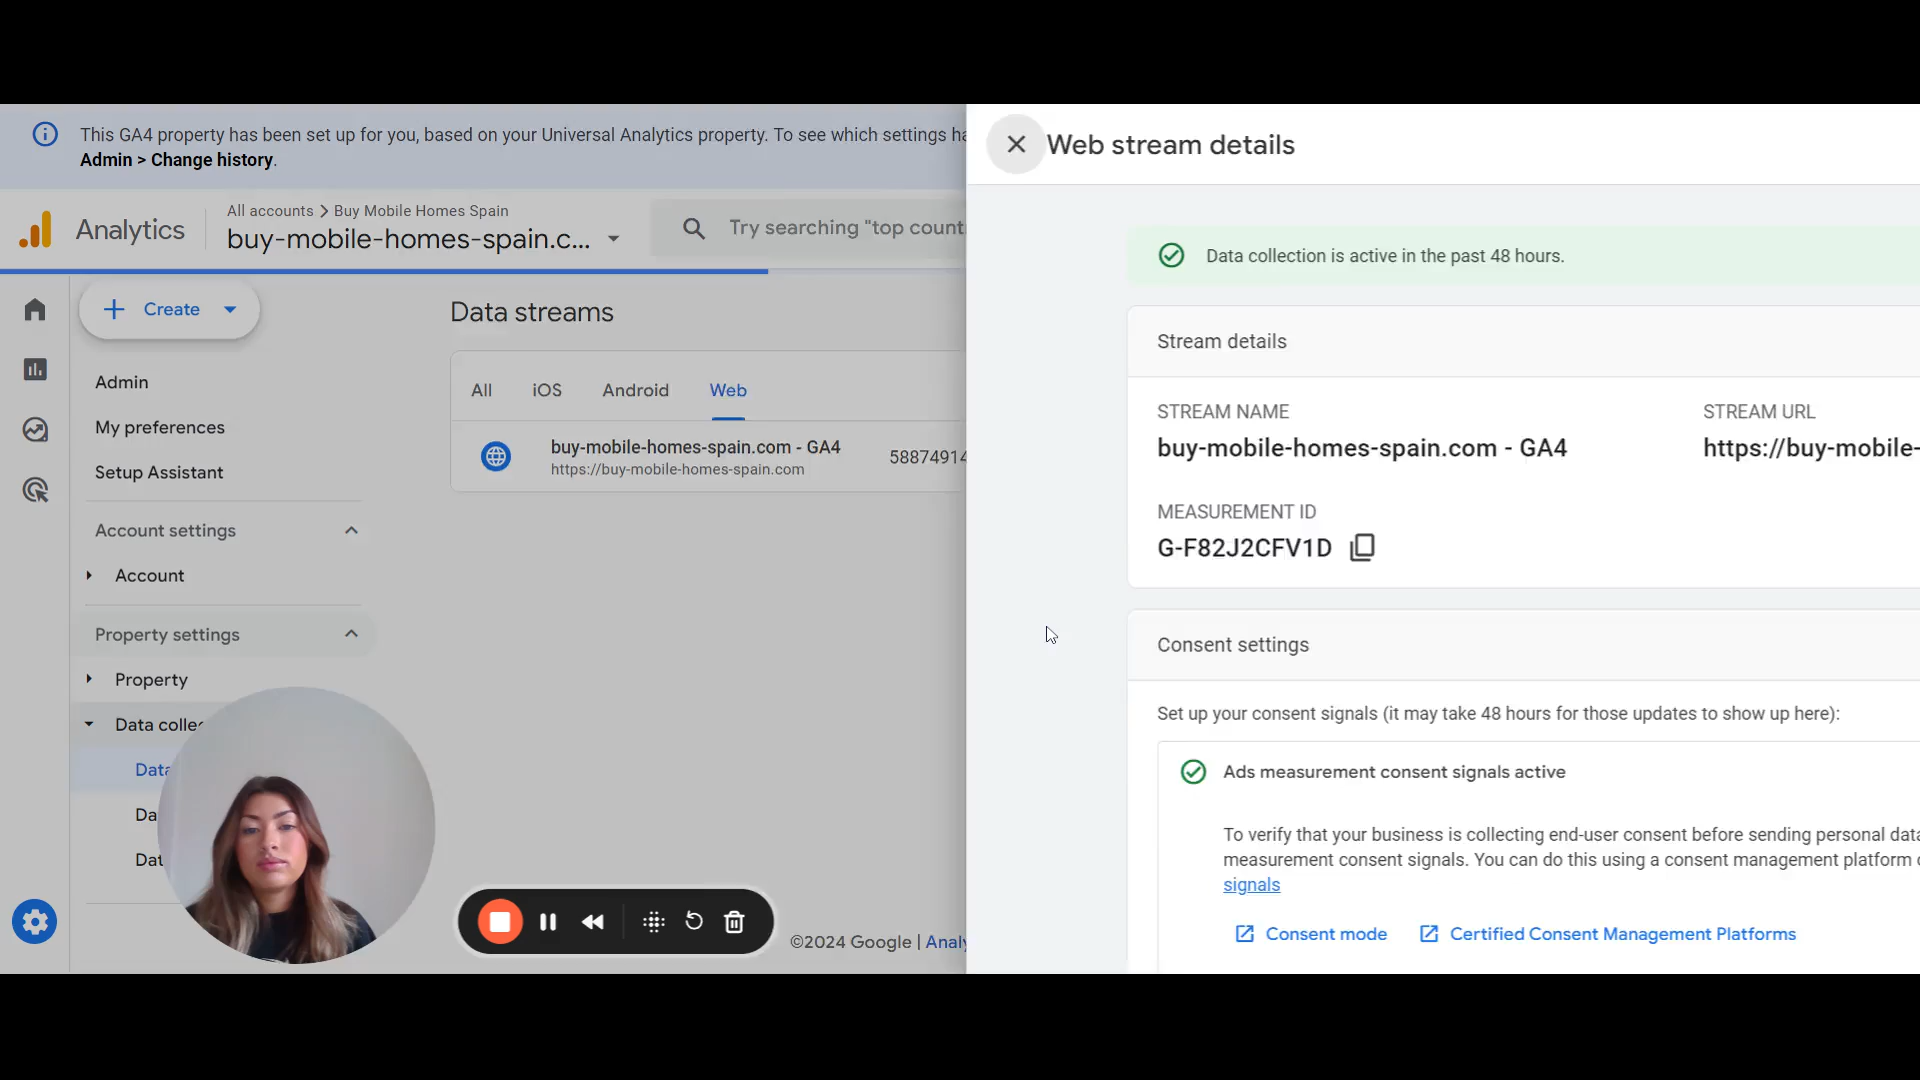 This GA4 property has been set up for you, based on your Universal Analytics property. To see which settings ha
Admin > Change history.
Analytics
All accounts > Buy Mobile Homes Spain
buy-mobile-homes-spain.c...
Try searching "top count
Create
Admin
My preferences
Setup Assistant
Account settings
Account
Property settings
Property
Data colle
Data
Da
Dat
Data streams
All iOS Android Web
buy-mobile-homes-spain.com - GA4
https://buy-mobile-homes-spain.com
58874914
©2024 Google | Analy
Web stream details
Data collection is active in the past 48 hours.
Stream details
STREAM NAME
buy-mobile-homes-spain.com - GA4
STREAM URL
https://buy-mobile-
MEASUREMENT ID
G-F82J2CFV1D
Consent settings
Set up your consent signals (it may take 48 hours for those updates to show up here):
Ads measurement consent signals active
To verify that your business is collecting end-user consent before sending personal data
measurement consent signals. You can do this using a consent management platform
signals
Consent mode Certified Consent Management Platforms